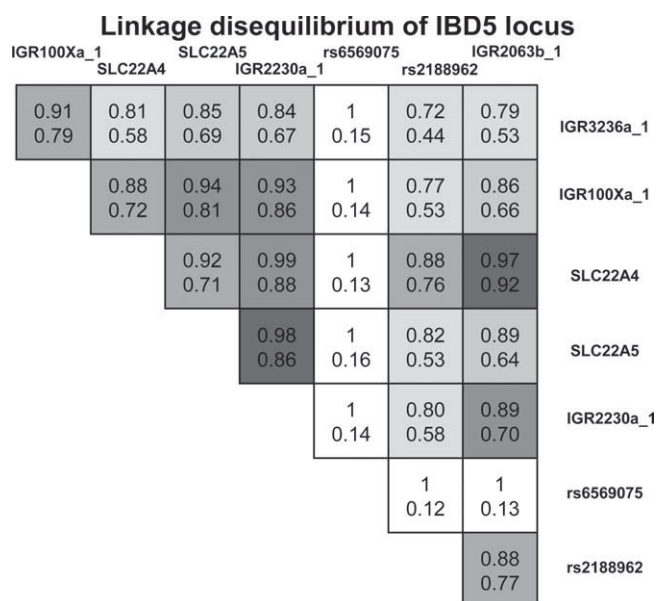 Linkage disequilibrium of IBD5 locus
IGR100Xa_1 SLC22A5 rs6569075 IGR2063b_1
SLC22A4 IGR2230a_1 rs2188962
0.91 0.81 0.85 0.84 1 0.72 0.79
0.79 0.58 0.69 0.67 0.15 0.44 0.53
IGR3236a_1
0.88 0.94 0.93 1 0.77 0.86
0.72 0.81 0.86 0.14 0.53 0.66
IGR100Xa_1
0.92 0.99 1 0.88 0.97
0.71 0.88 0.13 0.76 0.92
SLC22A4
0.98 1 0.82 0.89
0.86 0.16 0.53 0.64
SLC22A5
1 0.80 0.89
0.14 0.58 0.70
IGR2230a_1
1 1
0.12 0.13
rs6569075
0.88
0.77
rs2188962